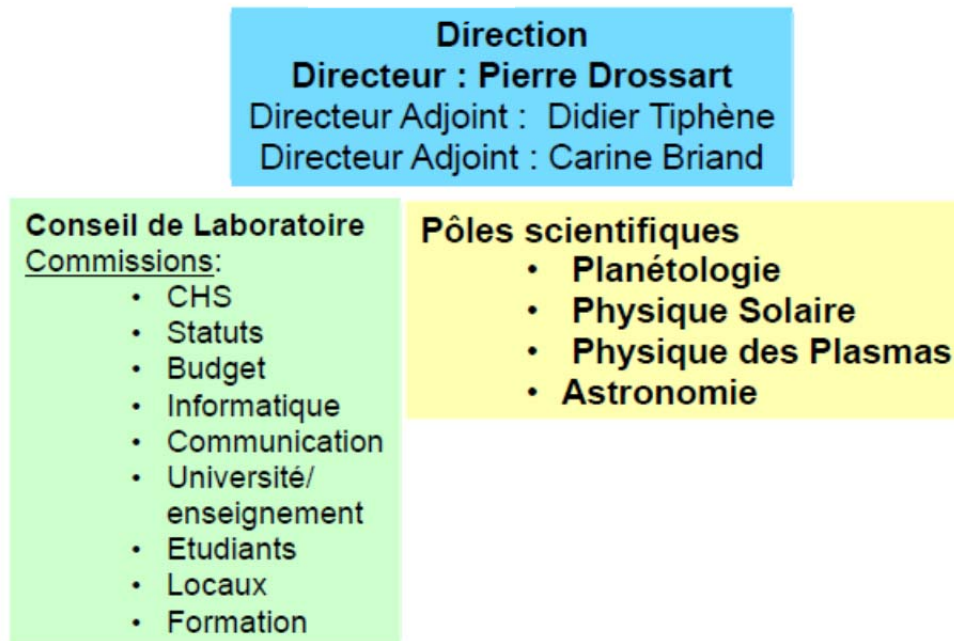 Direction
Directeur : Pierre Drossart
Directeur Adjoint :  Didier Tiphène
Directeur Adjoint : Carine Briand
Conseil de Laboratoire
Commissions:
• CHS
• Statuts
• Budget
• Informatique
• Communication
• Université/
enseignement
• Etudiants
• Locaux
• Formation
Pôles scientifiques
• Planétologie
• Physique Solaire
• Physique des Plasmas
• Astronomie